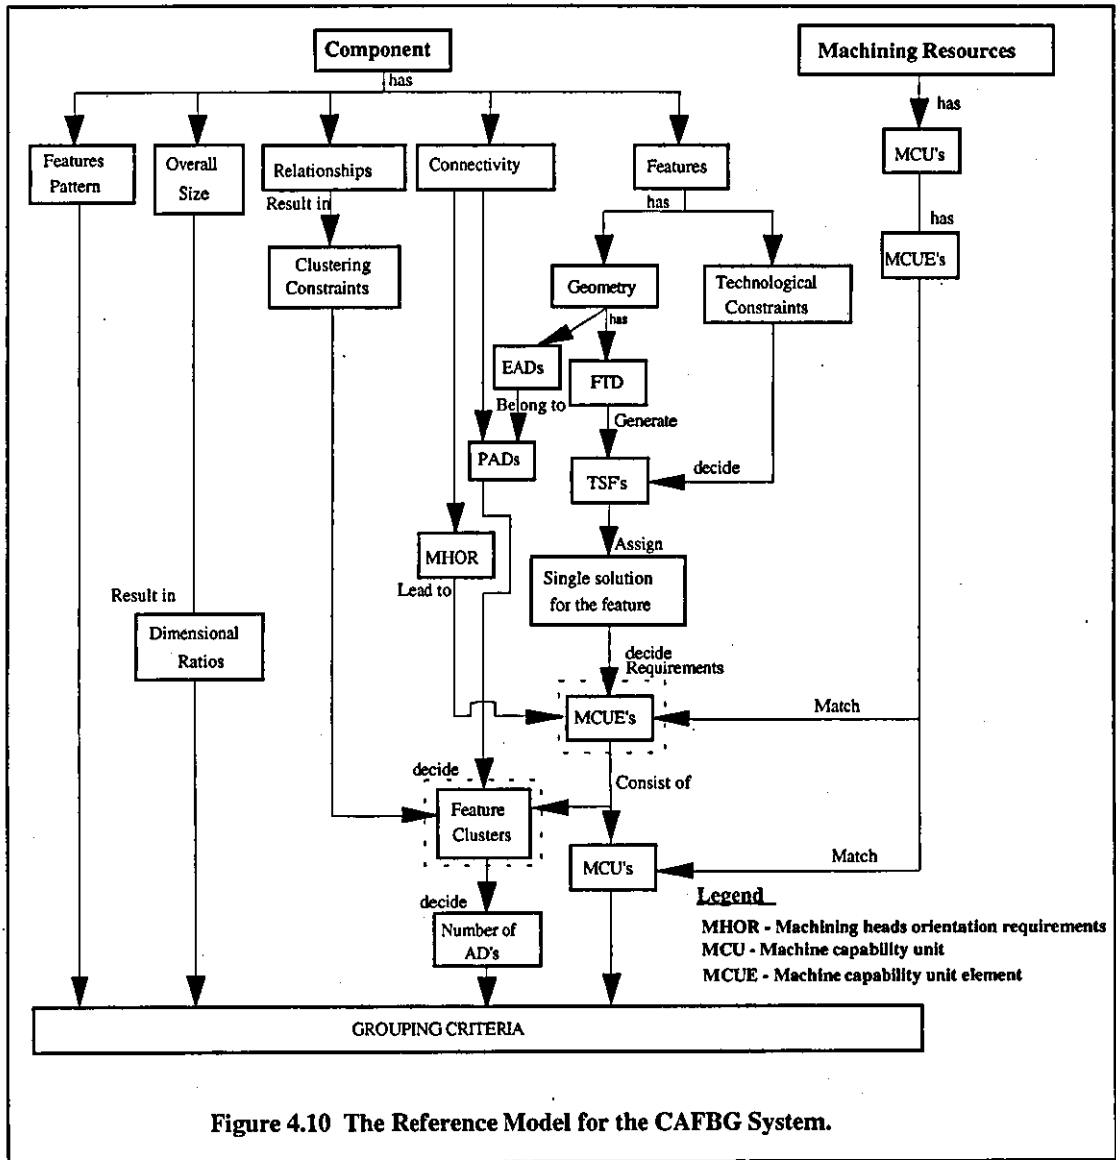 Component
Machining Resources
has
has
Features
Pattern
Overall
Size
Relationships
Connectivity
Features
MCU's
Result in
has
has
Clustering
Constraints
Geometry
Technological
Constraints
MCUE's
has
EADs
FTD
Belong to
Generate
PADs
TSF's
decide
MHOR
Assign
Lead to
Single solution
for the feature
Result in
Dimensional
Ratios
decide
Requirements
MCUE's
Match
decide
Consist of
Feature
Clusters
MCU's
Match
decide
Number of
AD's
Legend
MHOR - Machining heads orientation requirements
MCU - Machine capability unit
MCUE - Machine capability unit element
GROUPING CRITERIA
Figure 4.10 The Reference Model for the CAFBG System.